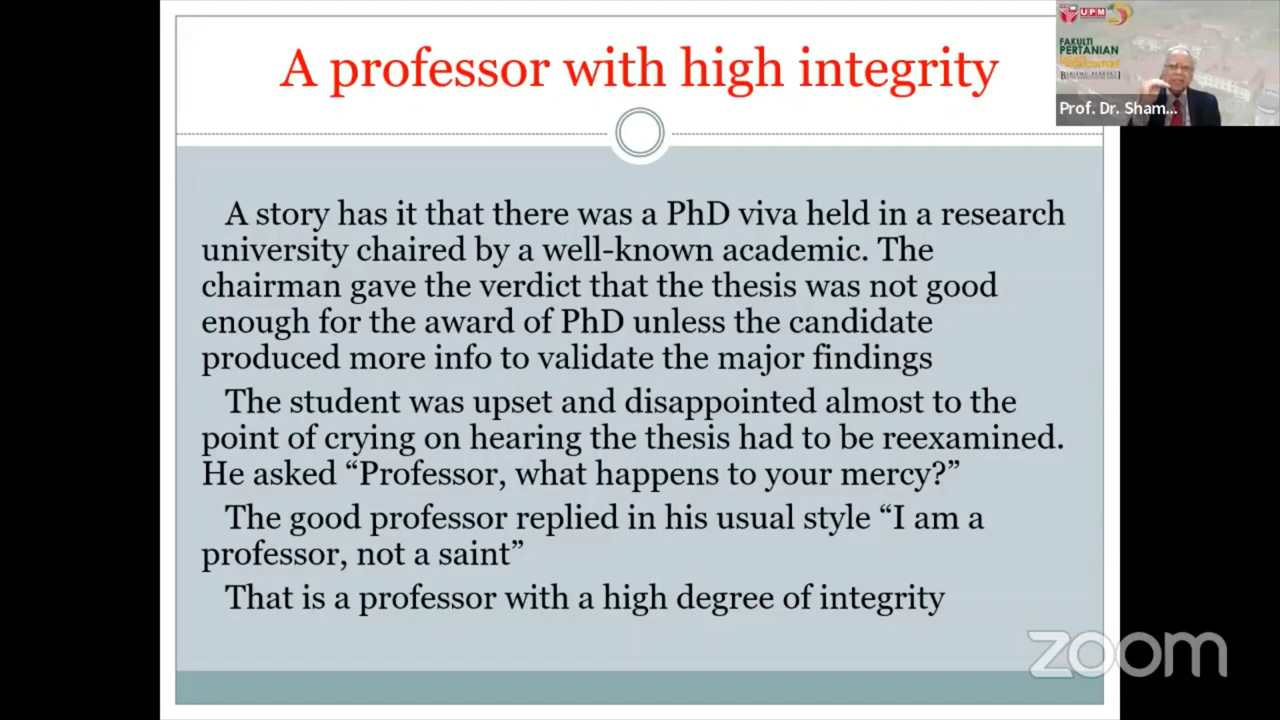 A professor with high integrity
UPM
FAKULTI
PERTANIAN
Prof. Dr. Sham...
A story has it that there was a PhD viva held in a research
university chaired by a well-known academic. The
chairman gave the verdict that the thesis was not good
enough for the award of PhD unless the candidate
produced more info to validate the major findings
The student was upset and disappointed almost to the
point of crying on hearing the thesis had to be reexamined.
He asked “Professor, what happens to your mercy?”
The good professor replied in his usual style “I am a
professor, not a saint”
That is a professor with a high degree of integrity
zoom